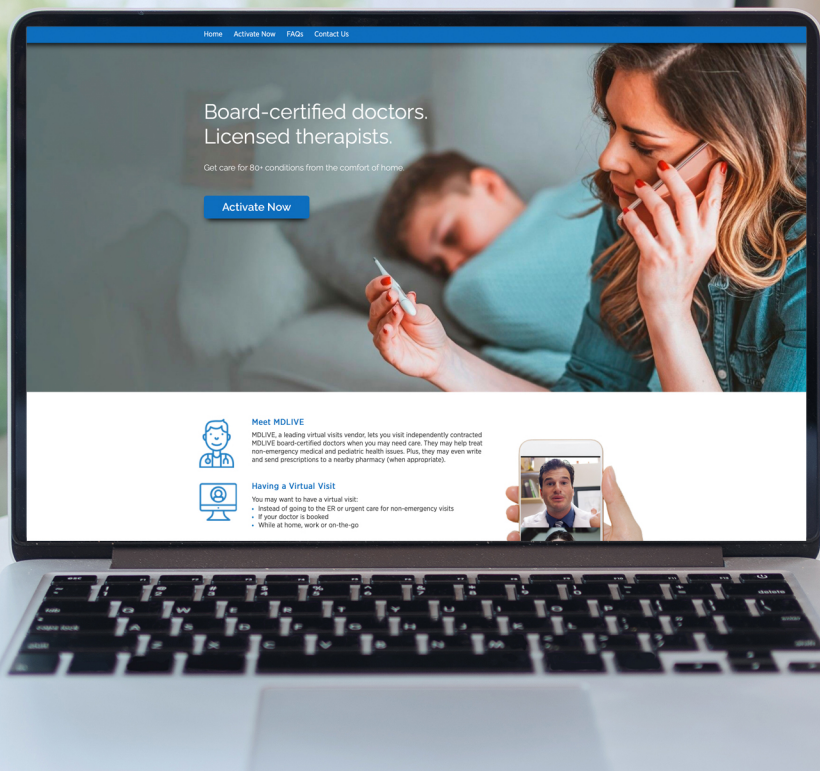 Home Activate Now FAQs Contact Us
Board-certified doctors.
Licensed therapists.
Get care for 80+ conditions from the comfort of home.
Activate Now
Meet MDLIVE
MDLIVE, a leading virtual visits vendor, lets you visit independently contracted
MDLIVE board-certified doctors when you may need care. They may help treat
non-emergency medical and pediatric health issues. Plus, they may even write
and send prescriptions to a nearby pharmacy (when appropriate).
Having a Virtual Visit
You may want to have a virtual visit:
• Instead of going to the ER or urgent care for non-emergency visits
• If your doctor is booked
• While at home, work or on-the-go
delete